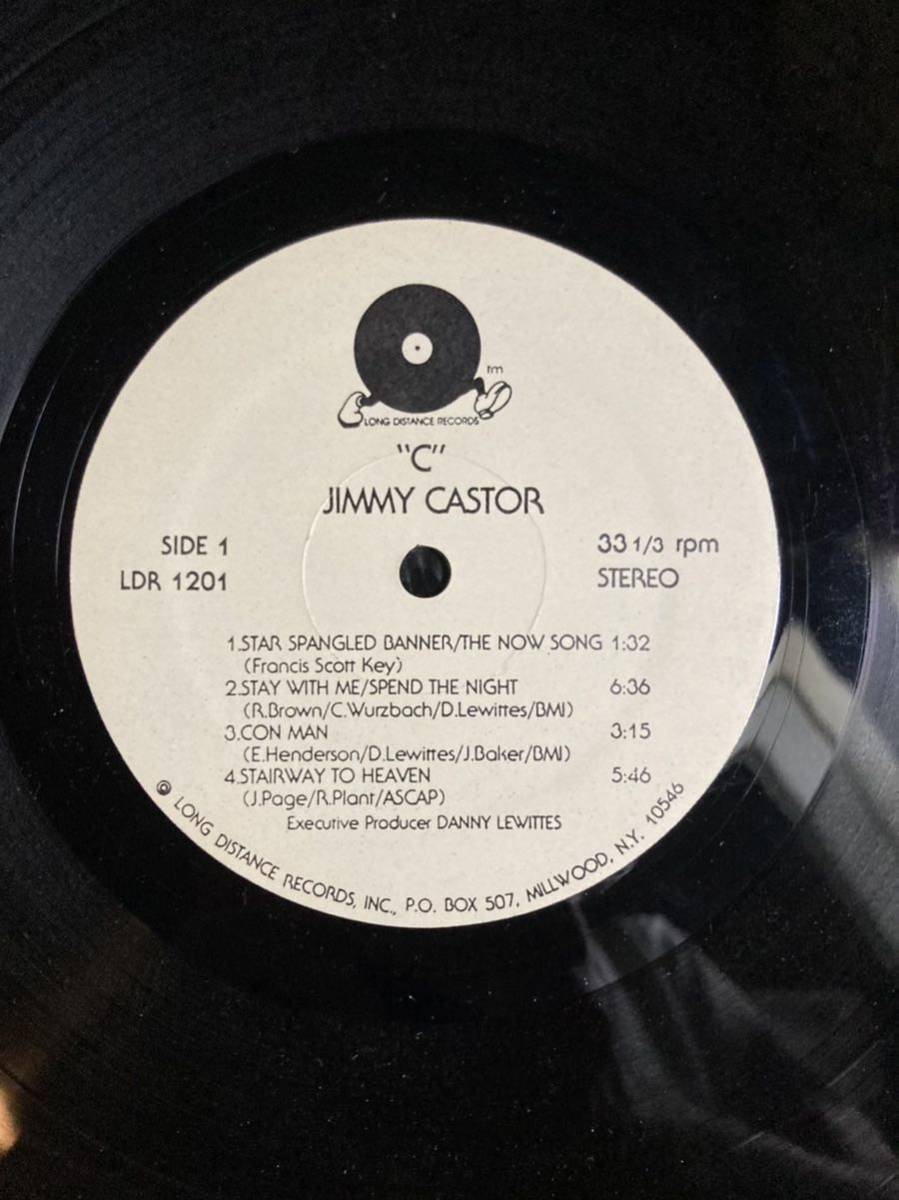 tm
LONG DISTANCE RECORDS
"C"
JIMMY CASTOR
SIDE 1
33 1/3 rpm
LDR 1201
STEREO
1.STAR SPANGLED BANNER/THE NOW SONG 1:32
(Francis Scott Key)
2.STAY WITH ME/SPEND THE NIGHT 6:36
(R.Brown/C.Wurzbach/D.Lewittes/BMI)
3.CON MAN 3:15
(E.Henderson/D.Lewittes/J.Baker/BMI)
4.STAIRWAY TO HEAVEN 5:46
(J.Page/R.Plant/ASCAP)
Executive Producer DANNY LEWITTES
© LONG DISTANCE RECORDS, INC., P.O. BOX 507, MILLWOOD, N.Y. 10546